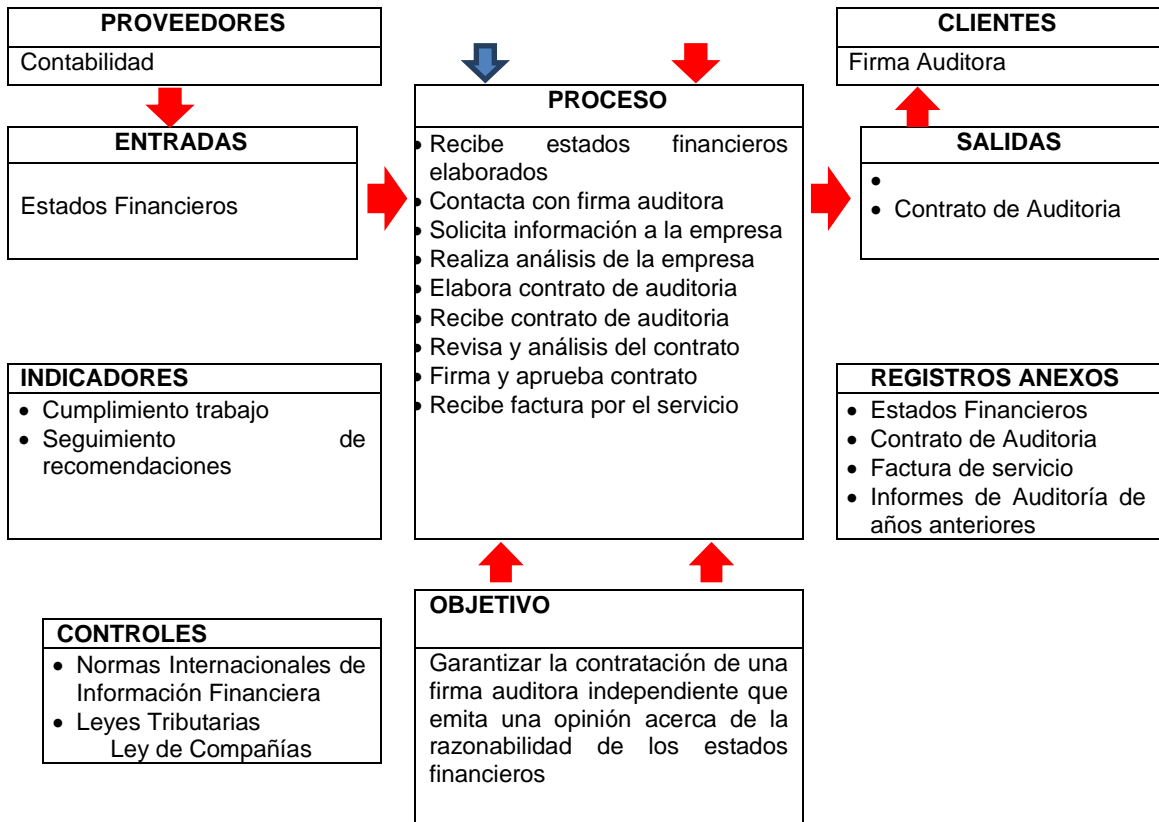 PROVEEDORES
Contabilidad
CLIENTES
Firma Auditora
ENTRADAS
Estados Financieros
PROCESO
• Recibe estados financieros
elaborados
• Contacta con firma auditora
• Solicita información a la empresa
• Realiza análisis de la empresa
• Elabora contrato de auditoria
• Recibe contrato de auditoria
• Revisa y análisis del contrato
• Firma y aprueba contrato
• Recibe factura por el servicio
SALIDAS
•
• Contrato de Auditoria
INDICADORES
• Cumplimiento trabajo
• Seguimiento de
recomendaciones
REGISTROS ANEXOS
• Estados Financieros
• Contrato de Auditoria
• Factura de servicio
• Informes de Auditoría de
años anteriores
CONTROLES
• Normas Internacionales de
Información Financiera
• Leyes Tributarias
Ley de Compañías
OBJETIVO
Garantizar la contratación de una
firma auditora independiente que
emita una opinión acerca de la
razonabilidad de los estados
financieros